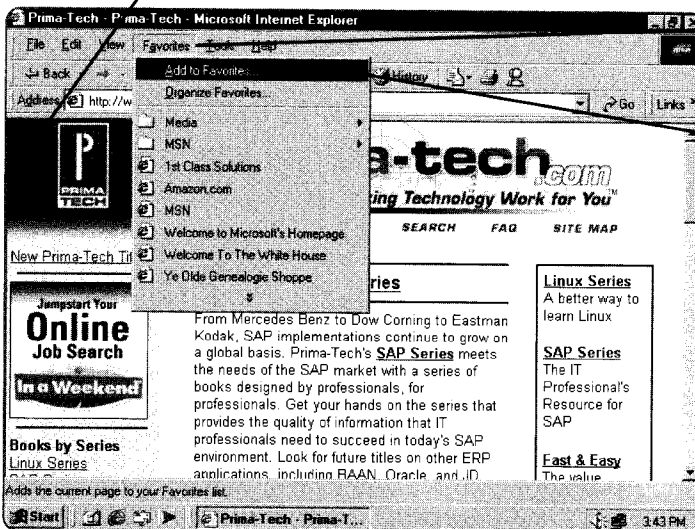 Prima-Tech - Prima-Tech - Microsoft Internet Explorer
File Edit View Favorites Tools Help
Back History
Address http://w Go Links
Add to Favorites...
Organize Favorites...
Media
MSN
1st Class Solutions
Amazon.com
MSN
Welcome to Microsoft's Homepage
Welcome To The White House
Ye Olde Genealogie Shoppe
PRIMA
TECH
a-tech.com
king Technology Work for You™
SEARCH FAQ SITE MAP
New Prima-Tech Tit
Jumpstart Your
Online
Job Search
In a Weekend
Books by Series
Linux Series
ries
From Mercedes Benz to Dow Corning to Eastman
Kodak, SAP implementations continue to grow on
a global basis. Prima-Tech's SAP Series meets
the needs of the SAP market with a series of
books designed by professionals, for
professionals. Get your hands on the series that
provides the quality of information that IT
professionals need to succeed in today's SAP
environment. Look for future titles on other ERP
applications, including BAAN, Oracle, and JD
Linux Series
A better way to
learn Linux
SAP Series
The IT
Professional's
Resource for
SAP
Fast & Easy
The value
Adds the current page to your Favorites list.
Start Prima-Tech - Prima-T... 3:43 PM